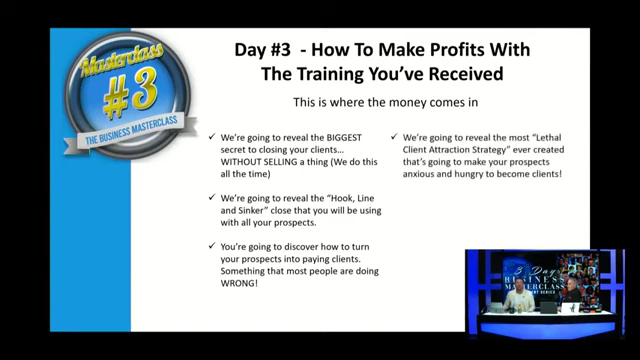 Masterclass
#3
THE BUSINESS MASTERCLASS
Day #3 - How To Make Profits With
The Training You've Received
This is where the money comes in
✓ We're going to reveal the BIGGEST
secret to closing your clients…
WITHOUT SELLING a thing (We do this
all the time)
✓ We're going to reveal the "Hook, Line
and Sinker" close that you will be using
with all your prospects.
✓ You're going to discover how to turn
your prospects into paying clients.
Something that most people are doing
WRONG!
✓ We're going to reveal the most "Lethal
Client Attraction Strategy" ever created
that's going to make your prospects
anxious and hungry to become clients!
3 Day
BUSINESS
MASTERCLASS